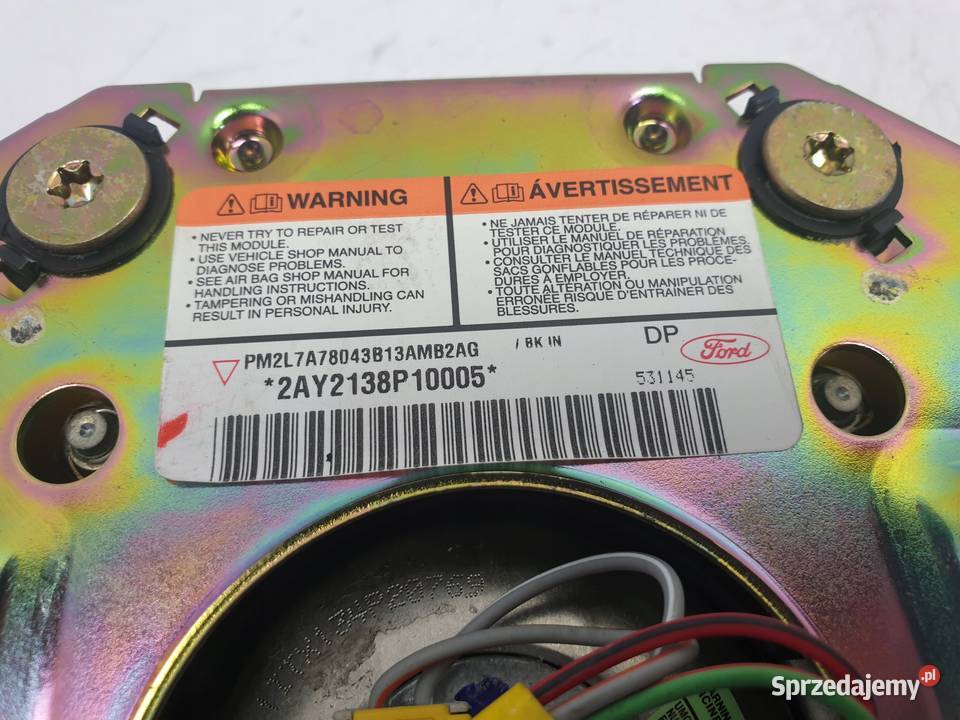 WARNING
• NEVER TRY TO REPAIR OR TEST
THIS MODULE.
• USE VEHICLE SHOP MANUAL TO
DIAGNOSE PROBLEMS.
• SEE AIR BAG SHOP MANUAL FOR
HANDLING INSTRUCTIONS.
• TAMPERING OR MISHANDLING CAN
RESULT IN PERSONAL INJURY.
ÁVERTISSEMENT
• NE JAMAIS TENTER DE RÉPARER NI DE
TESTER CE MODULE.
• UTILISER LE MANUEL DE RÉPARATION
POUR DIAGNOSTIQUER LES PROBLEMES.
• CONSULTER LE MANUEL TECHNIQUE DES
SACS GONFLABLES POUR LES PROCE-
DURES À EMPLOYER.
• TOUTE ALTÉRATION OU MANIPULATION
ERRONÉE RISQUE D'ENTRAINER DES
BLESSURES.
PM2L7A78043B13AMB2AG / BK IN DP Ford
*2AY2138P10005* 531145
Sprzedajemy.pl